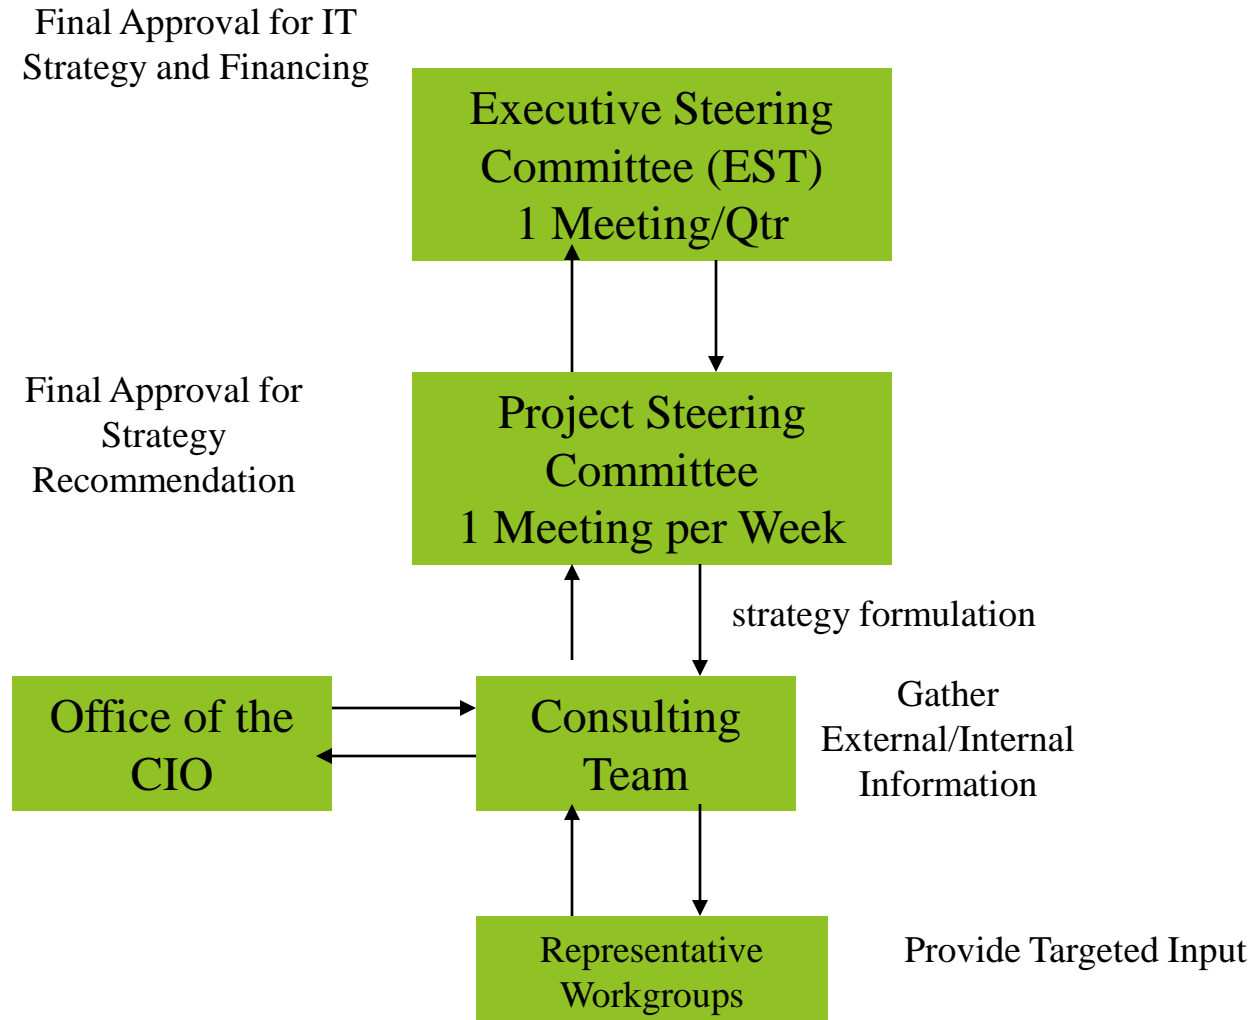 Final Approval for IT
Strategy and Financing
Executive Steering
Committee (EST)
1 Meeting/Qtr
Final Approval for
Strategy
Recommendation
Project Steering
Committee
1 Meeting per Week
strategy formulation
Office of the
CIO
Consulting
Team
Gather
External/Internal
Information
Representative
Workgroups
Provide Targeted Input